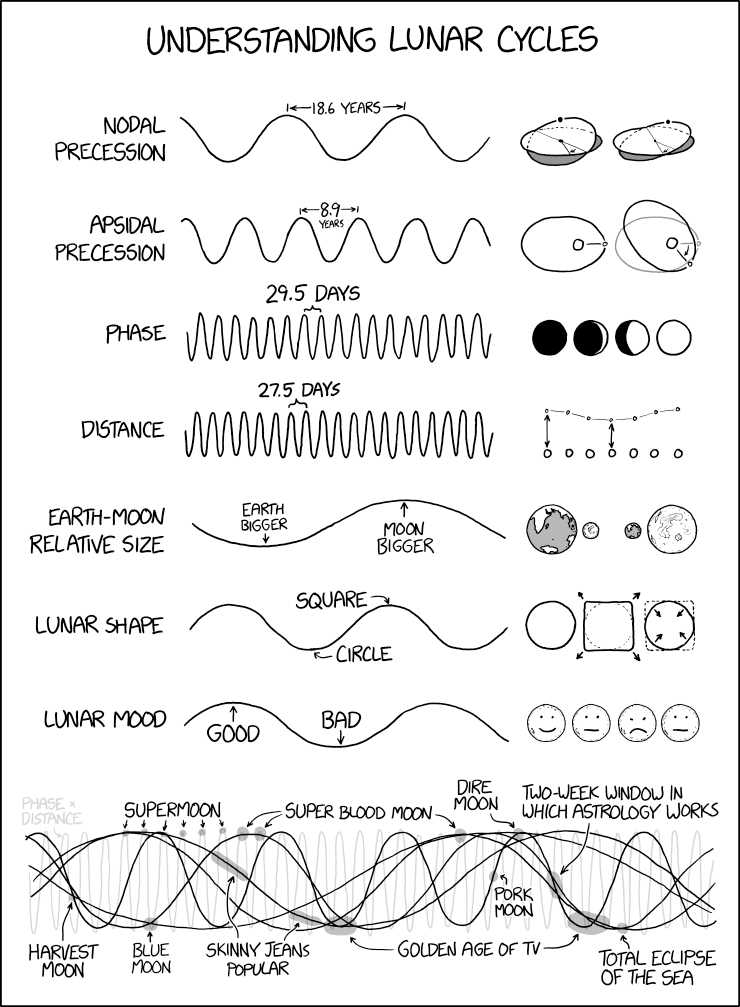 UNDERSTANDING LUNAR CYCLES
NODAL
PRECESSION
18.6 YEARS
APSIDAL
PRECESSION
8.9
YEARS
29.5 DAYS
PHASE
27.5 DAYS
DISTANCE
EARTH-MOON
RELATIVE SIZE
EARTH
BIGGER
MOON
BIGGER
LUNAR SHAPE
SQUARE
CIRCLE
LUNAR MOOD
GOOD
BAD
PHASE ×
DISTANCE
SUPERMOON
SUPER BLOOD MOON
DIRE
MOON
TWO-WEEK WINDOW IN
WHICH ASTROLOGY WORKS
PORK
MOON
HARVEST
MOON
BLUE
MOON
SKINNY JEANS
POPULAR
GOLDEN AGE OF TV
TOTAL ECLIPSE
OF THE SEA